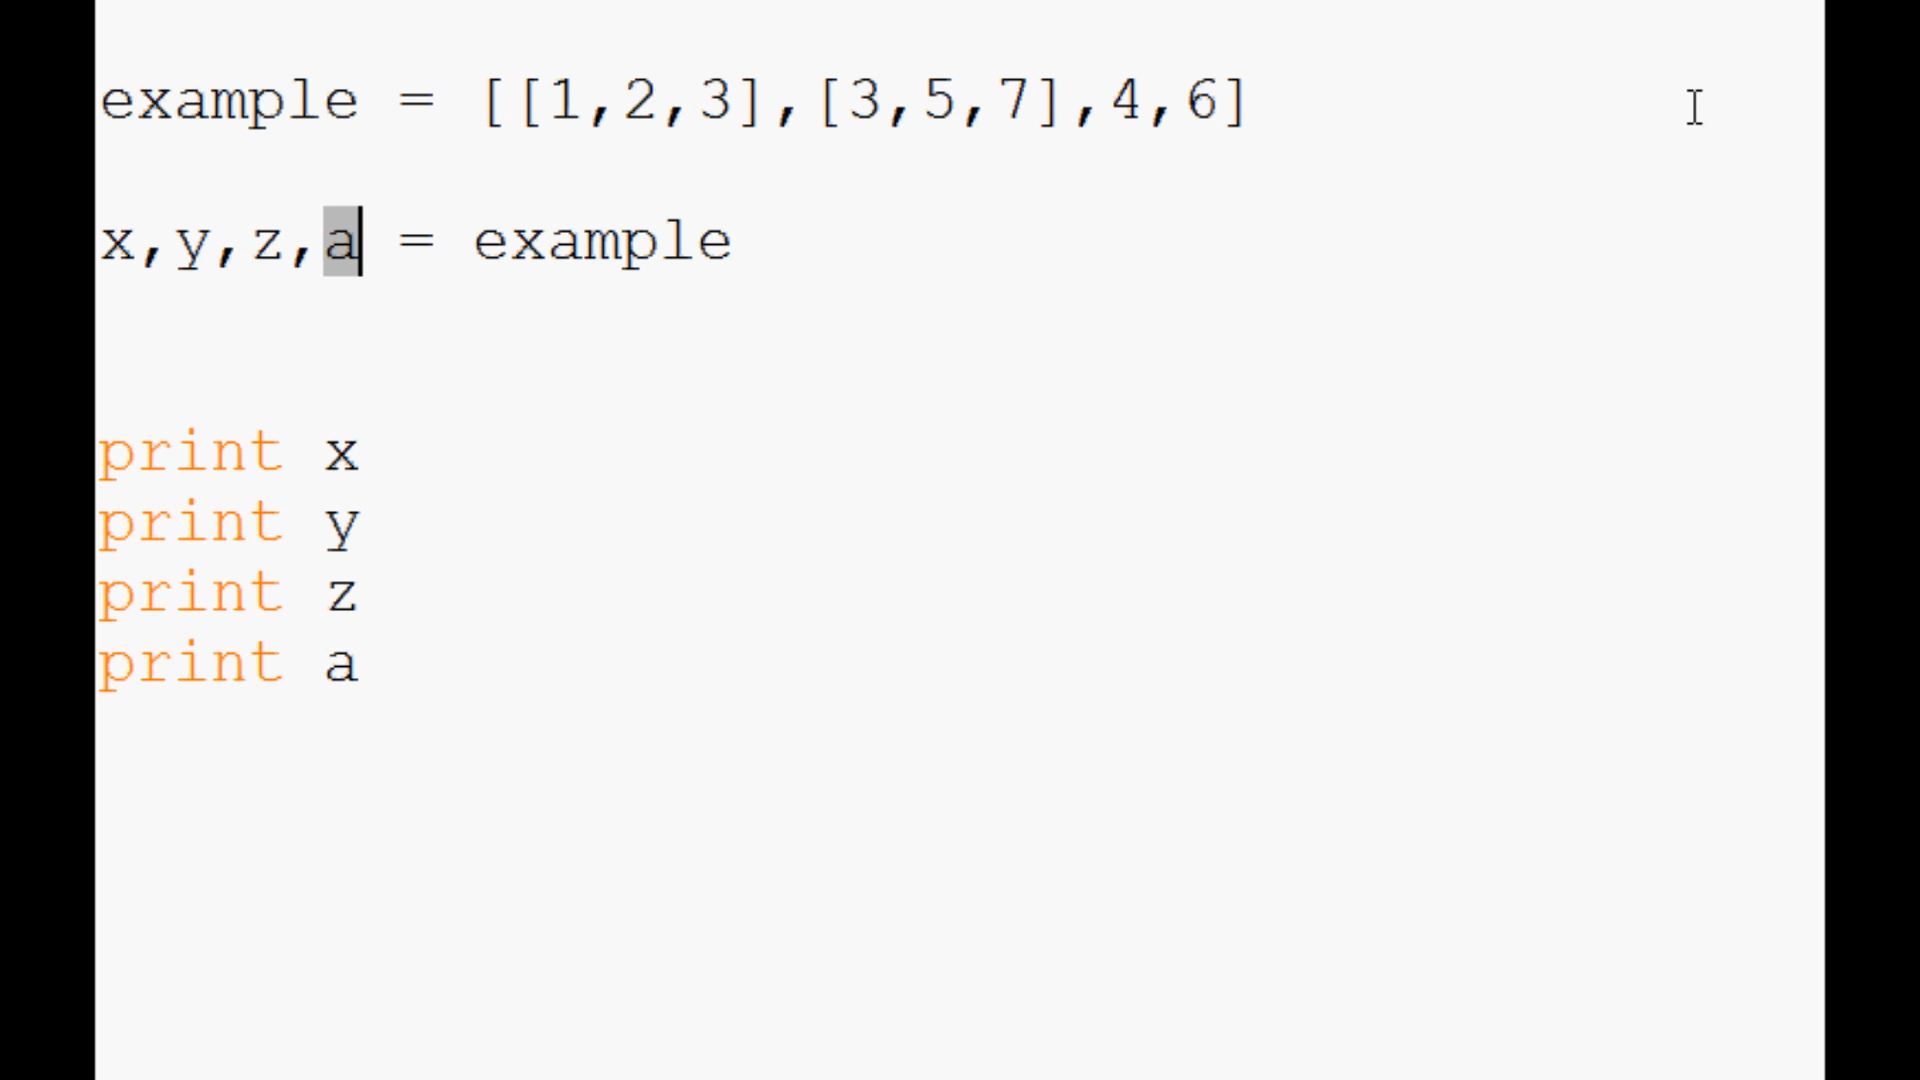 example = [[1,2,3],[3,5,7],4,6]
x,y,z,a = example
print x
print y
print z
print a